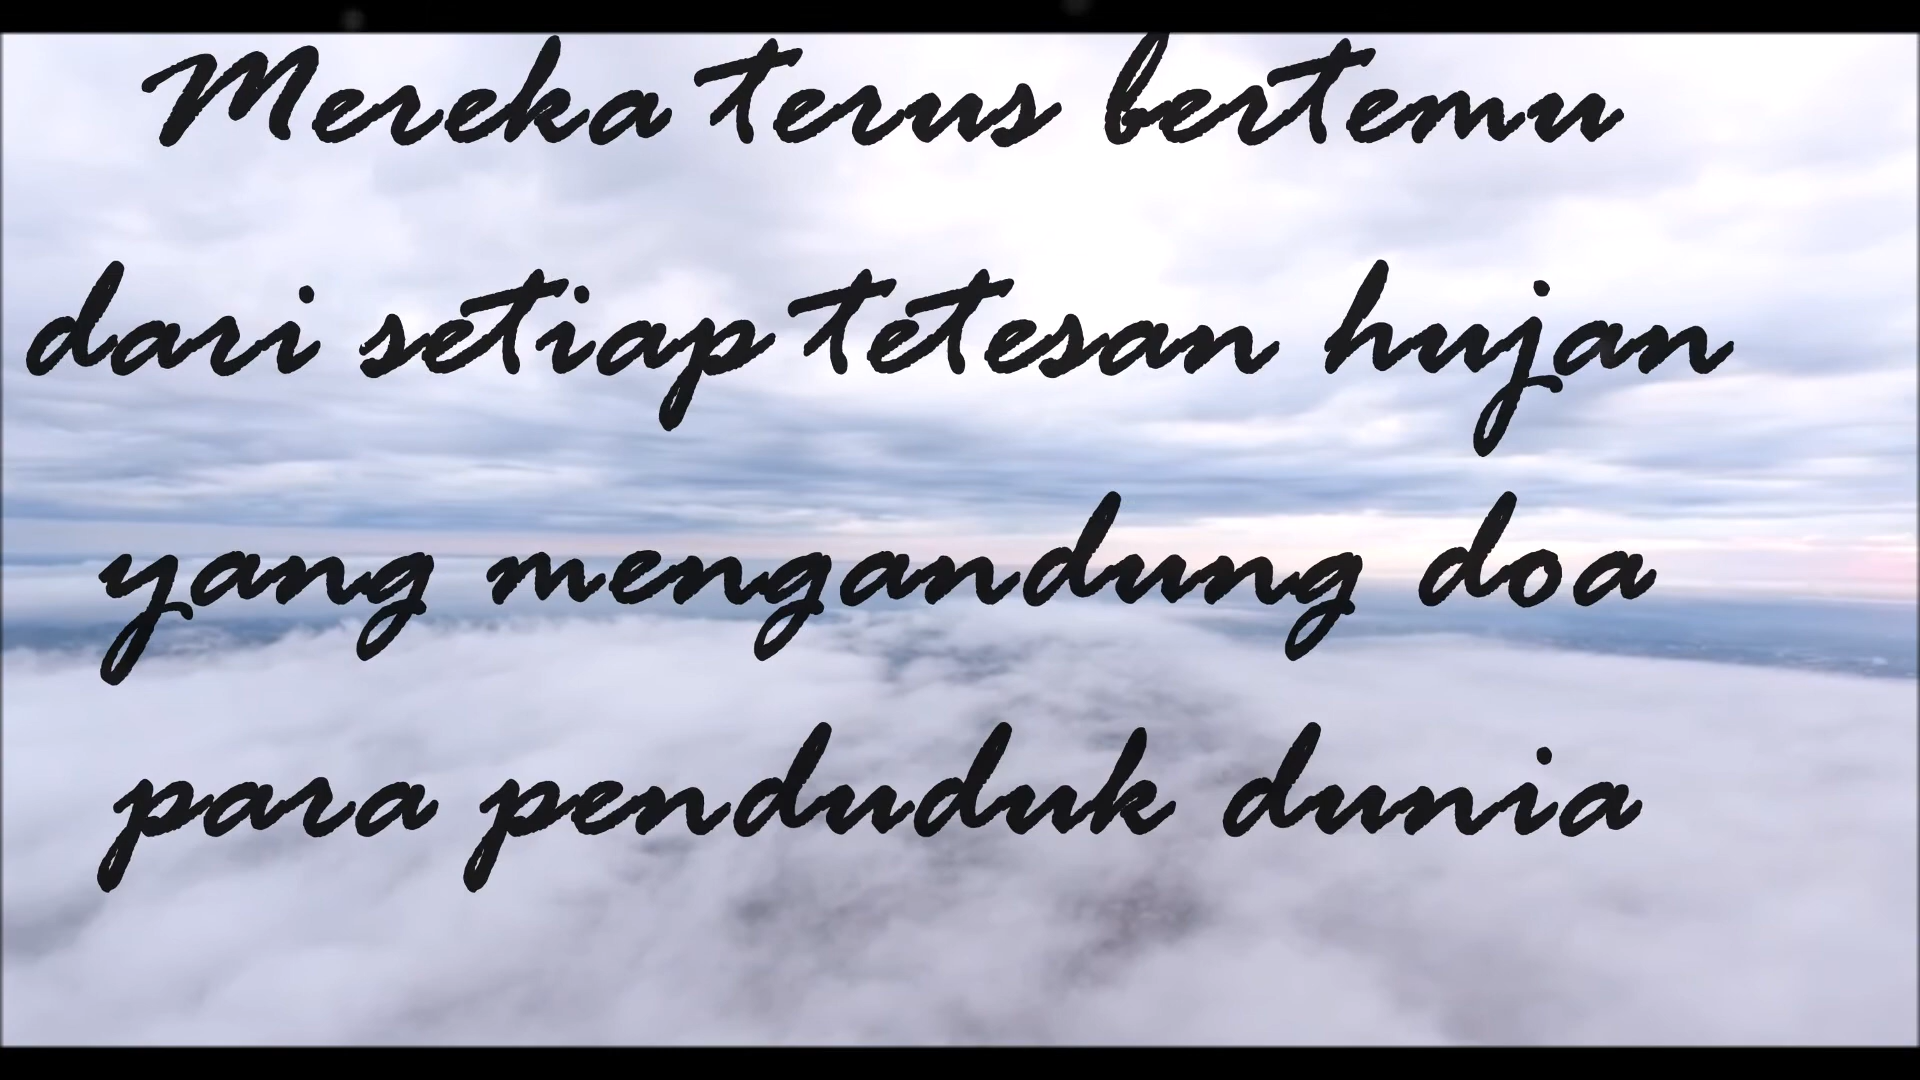 Mereka terus bertemu
dari setiap tetesan hujan
yang mengandung doa
para penduduk dunia